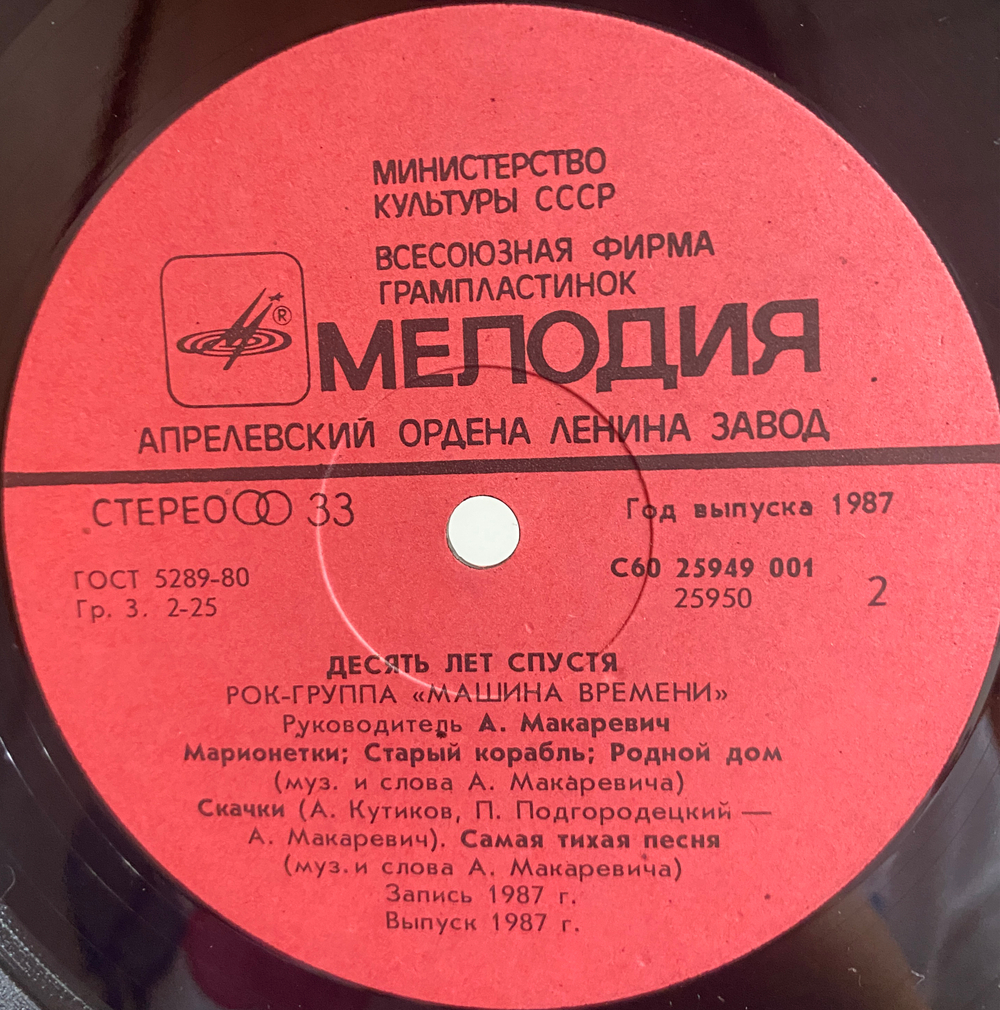 МИНИСТЕРСТВО
КУЛЬТУРЫ СССР
ВСЕСОЮЗНАЯ ФИРМА
ГРАМПЛАСТИНОК
®
МЕЛОДИЯ
АПРЕЛЕВСКИЙ ОРДЕНА ЛЕНИНА ЗАВОД
СТЕРЕО 33
Год выпуска 1987
ГОСТ 5289-80
Гр. 3. 2-25
С60 25949 001
25950
2
ДЕСЯТЬ ЛЕТ СПУСТЯ
РОК-ГРУППА «МАШИНА ВРЕМЕНИ»
Руководитель А. Макаревич
Марионетки; Старый корабль; Родной дом
(муз. и слова А. Макаревича)
Скачки (А. Кутиков, П. Подгородецкий —
А. Макаревич). Самая тихая песня
(муз. и слова А. Макаревича)
Запись 1987 г.
Выпуск 1987 г.